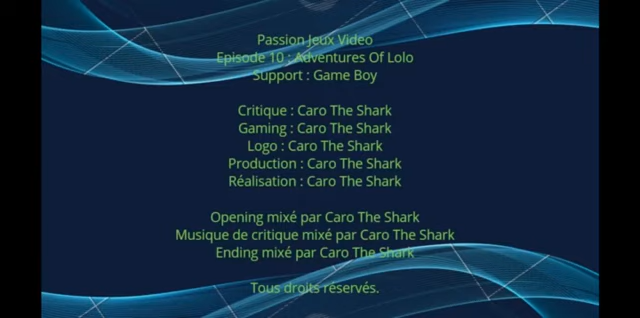 Passion Jeux Video
Episode 10 : Adventures Of Lolo
Support : Game Boy
Critique : Caro The Shark
Gaming : Caro The Shark
Logo : Caro The Shark
Production : Caro The Shark
Réalisation : Caro The Shark
Opening mixé par Caro The Shark
Musique de critique mixé par Caro The Shark
Ending mixé par Caro The Shark
Tous droits réservés.